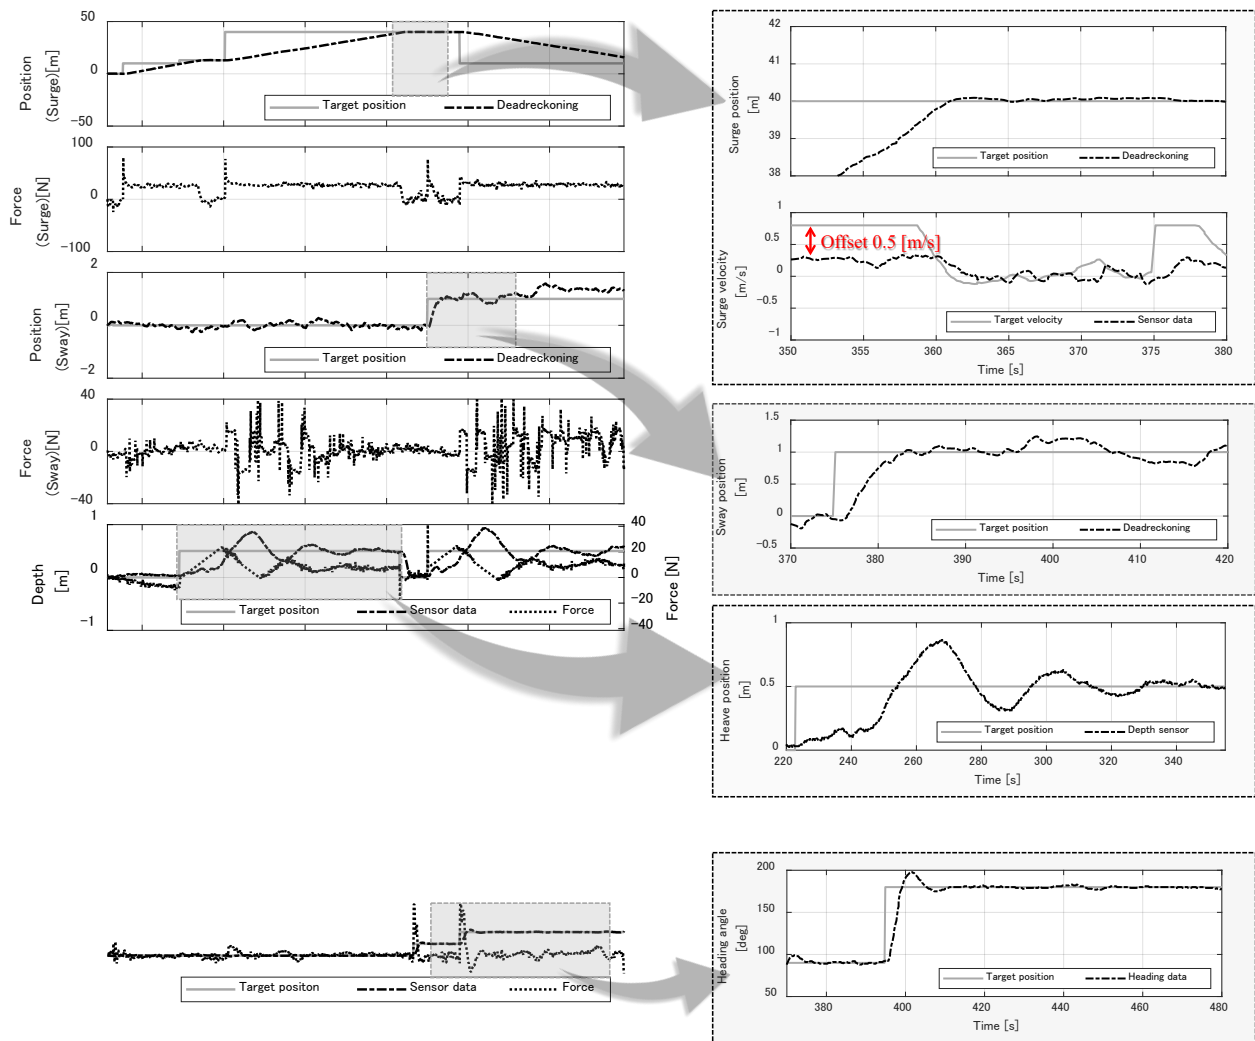 50
0
-50
Position
(Surge)[m]
Target position
Deadreckoning
100
0
-100
Force
(Surge)[N]
2
0
-2
Position
(Sway)[m]
Target position
Deadreckoning
40
0
-40
Force
(Sway)[N]
1
0
-1
Depth
[m]
40
20
0
-20
-40
Force [N]
Target positon
Sensor data
Force
Target positon
Sensor data
Force
42
41
40
39
38
Surge position
[m]
Target position
Deadreckoning
1
0.5
0
-0.5
-1
Surge velocity
[m/s]
Offset 0.5 [m/s]
Target velocity
Sensor data
350
355
360
365
370
375
380
Time [s]
1.5
1
0.5
0
-0.5
Sway position
[m]
Target position
Deadreckoning
370
380
390
400
410
420
Time [s]
1
0.5
0
Heave position
[m]
Target position
Depth sensor
220
240
260
280
300
320
340
Time [s]
200
150
100
50
Heading angle
[deg]
Target position
Heading data
380
400
420
440
460
480
Time [s]